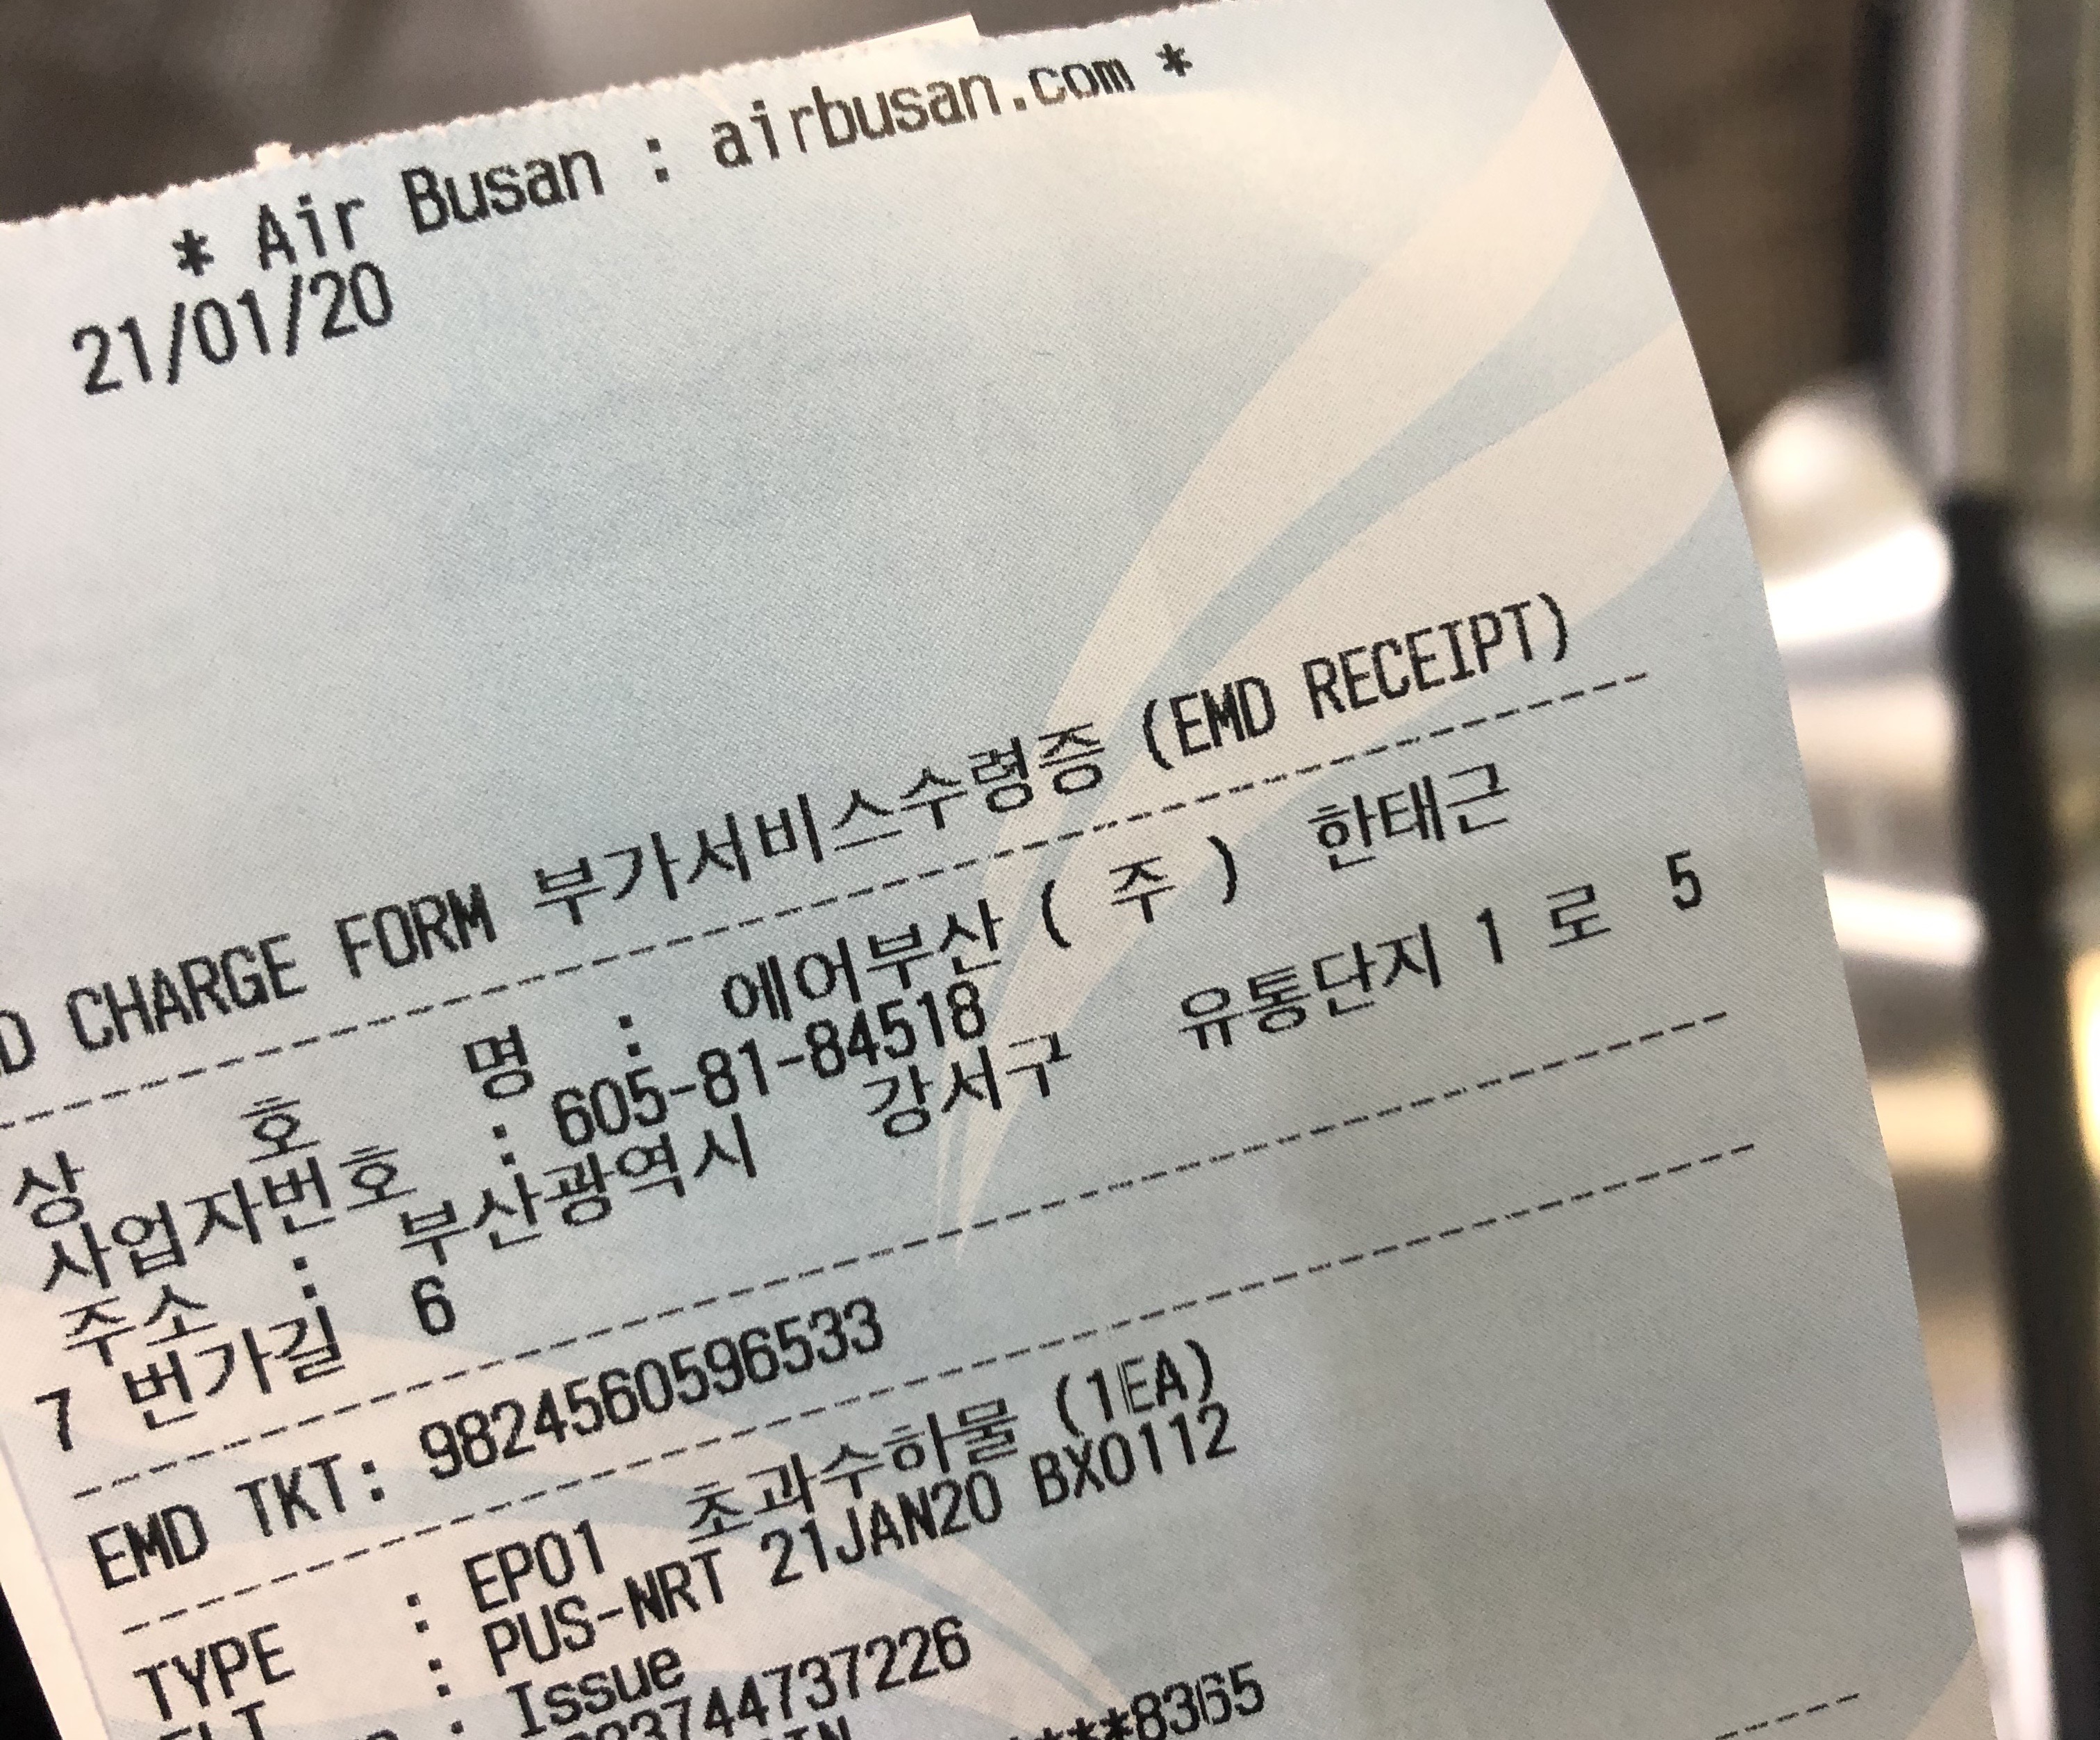 * Air Busan : airbusan.com *
21/01/20
CHARGE FORM 부가서비스수령증 (EMD RECEIPT)
상 호 명 : 에어부산 ( 주 ) 한태근
사업자번호 : 605-81-84518
주소 : 부산광역시 강서구 유통단지 1 로 5
7 번가길 6
EMD TKT: 9824560596533
TYPE : EP01 초과수하물 (1EA)
: PUS-NRT 21JAN20 BX0112
: Issue
3744737226
***8365